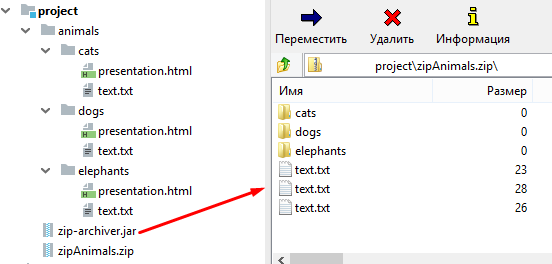 project
animals
cats
presentation.html
text.txt
dogs
presentation.html
text.txt
elephants
presentation.html
text.txt
zip-archiver.jar
zipAnimals.zip
Переместить Удалить Информация
project\zipAnimals.zip\
Имя Размер
cats 0
dogs 0
elephants 0
text.txt 23
text.txt 28
text.txt 26